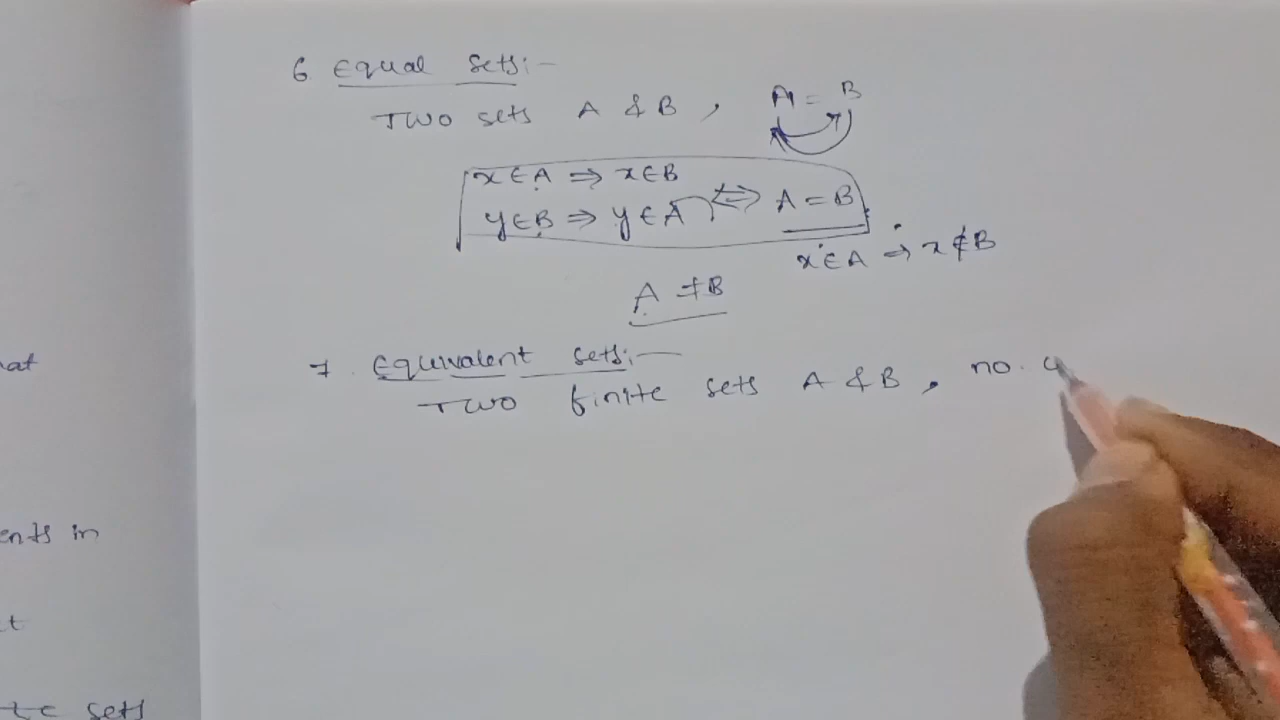 6 Equal sets:-
Two sets A & B, A = B
x∈A ⇒ x∈B
y∈B ⇒ y∈A ⇔ A = B
x∈A ⇒ x∉B
A ≠ B
7. Equivalent sets:-
Two finite sets A & B, no.
at
ents in
t
te sets